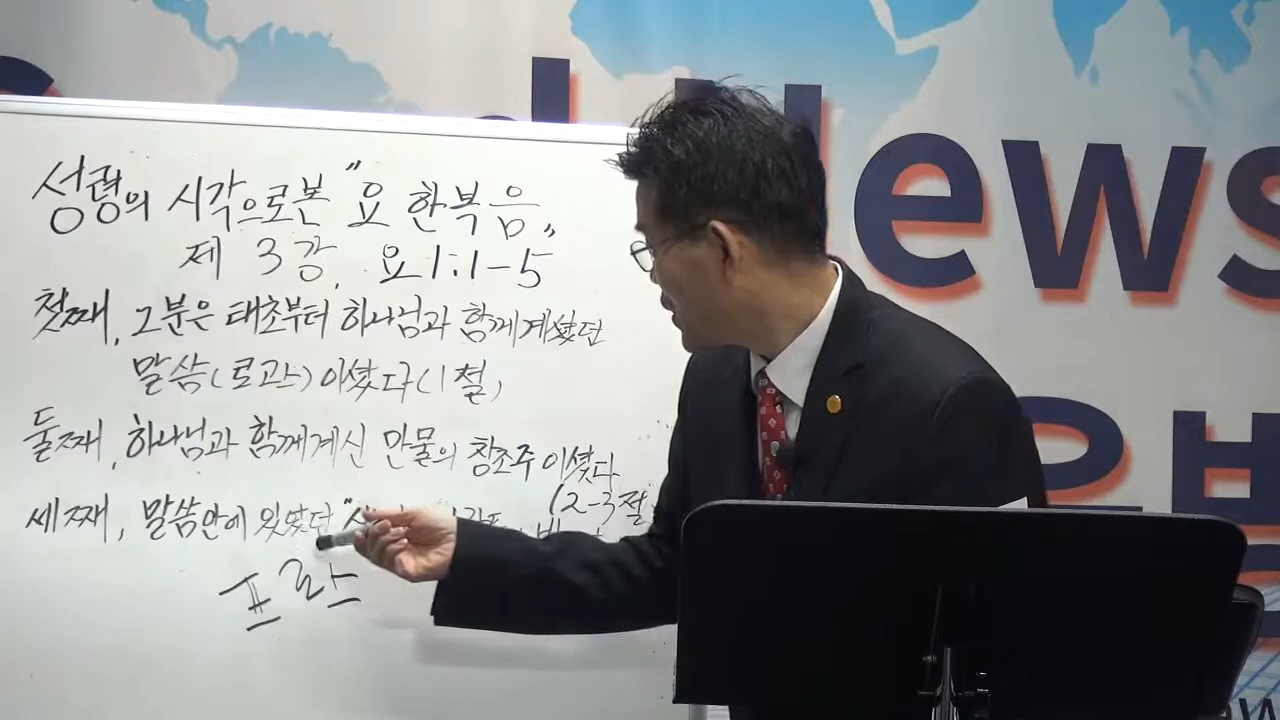 성령의 시각으로본 "요한복음„
제 3강, 요1:1-5
첫째, 그분은 태초부터 하나님과 함께계셨던
말씀(로고스)이셨다(1절)
둘째, 하나님과 함께계신 만물의 창조주이셨다
(2-3절)
세째, 말씀안에 있었던
프로스
News